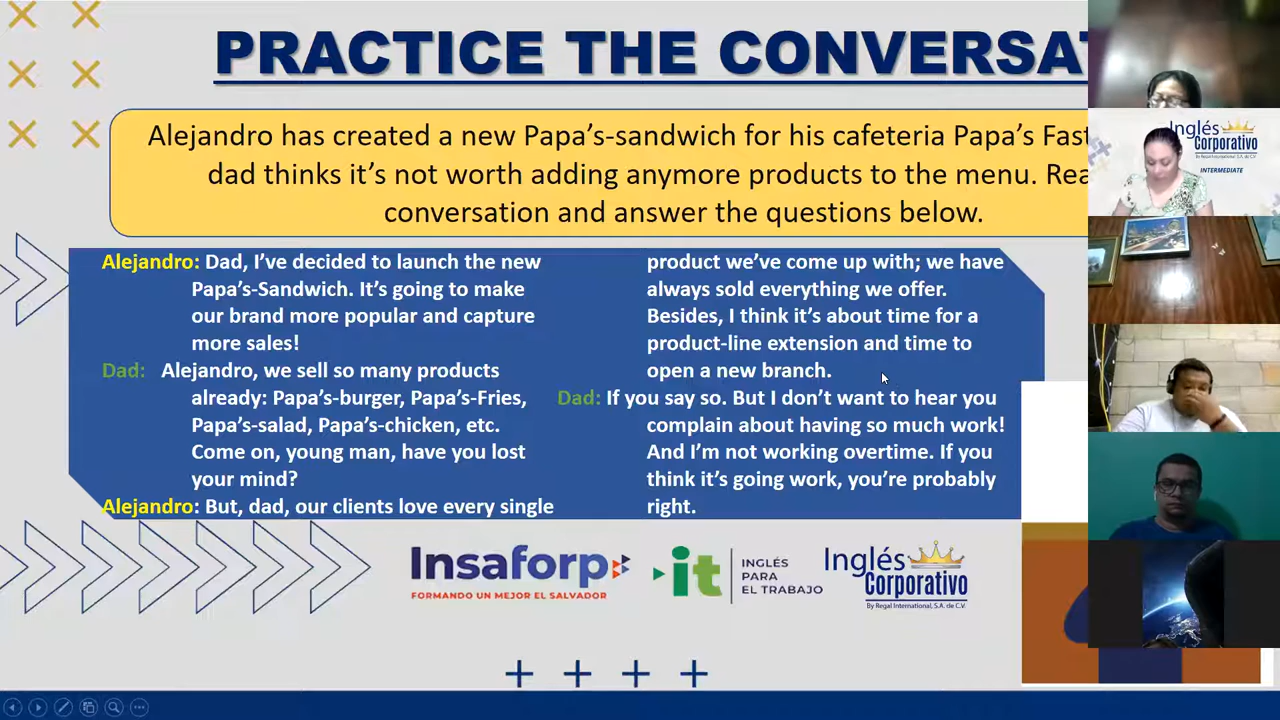 PRACTICE THE CONVERSAT
Alejandro has created a new Papa's-sandwich for his cafeteria Papa's Fast
dad thinks it's not worth adding anymore products to the menu. Rea
conversation and answer the questions below.
Alejandro: Dad, I've decided to launch the new
Papa's-Sandwich. It's going to make
our brand more popular and capture
more sales!
Dad: Alejandro, we sell so many products
already: Papa's-burger, Papa's-Fries,
Papa's-salad, Papa's-chicken, etc.
Come on, young man, have you lost
your mind?
Alejandro: But, dad, our clients love every single
product we've come up with; we have
always sold everything we offer.
Besides, I think it's about time for a
product-line extension and time to
open a new branch.
Dad: If you say so. But I don't want to hear you
complain about having so much work!
And I'm not working overtime. If you
think it's going work, you're probably
right.
Insaforp
FORMANDO UN MEJOR EL SALVADOR
it
INGLÉS
PARA
EL TRABAJO
Inglés
Corporativo
By Regal International, S.A. de C.V.
Inglés
Corporativo
By Regal International, S.A. de C.V.
INTERMEDIATE